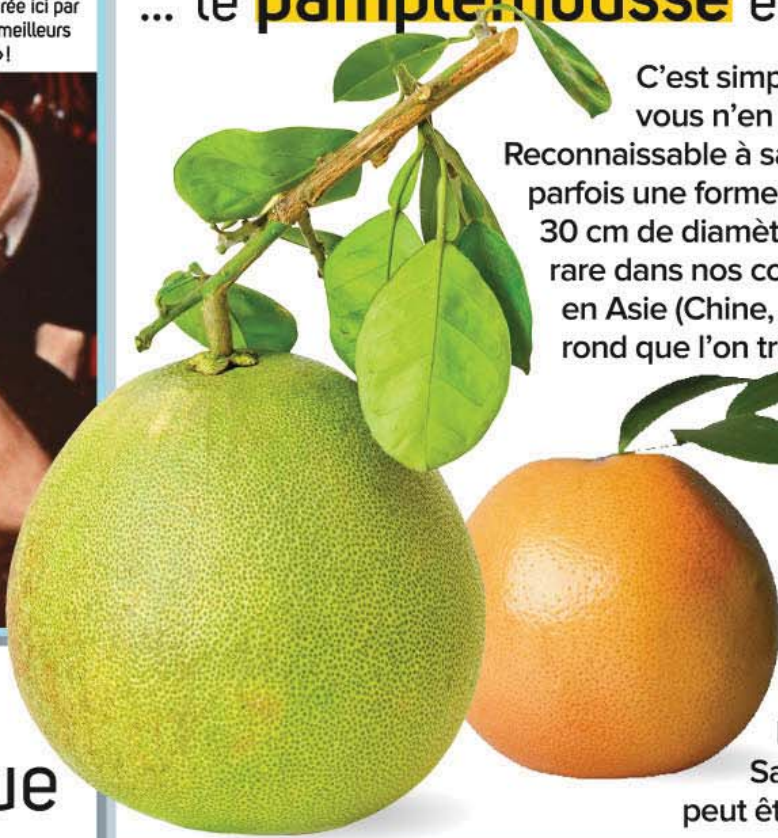 rée ici par
meilleurs
»!
... le pamplemousse e
C'est simp
vous n'en
Reconnaissable à sa
parfois une forme
30 cm de diamèt
rare dans nos co
en Asie (Chine,
rond que l'on tr
Sa
peut êt
ue